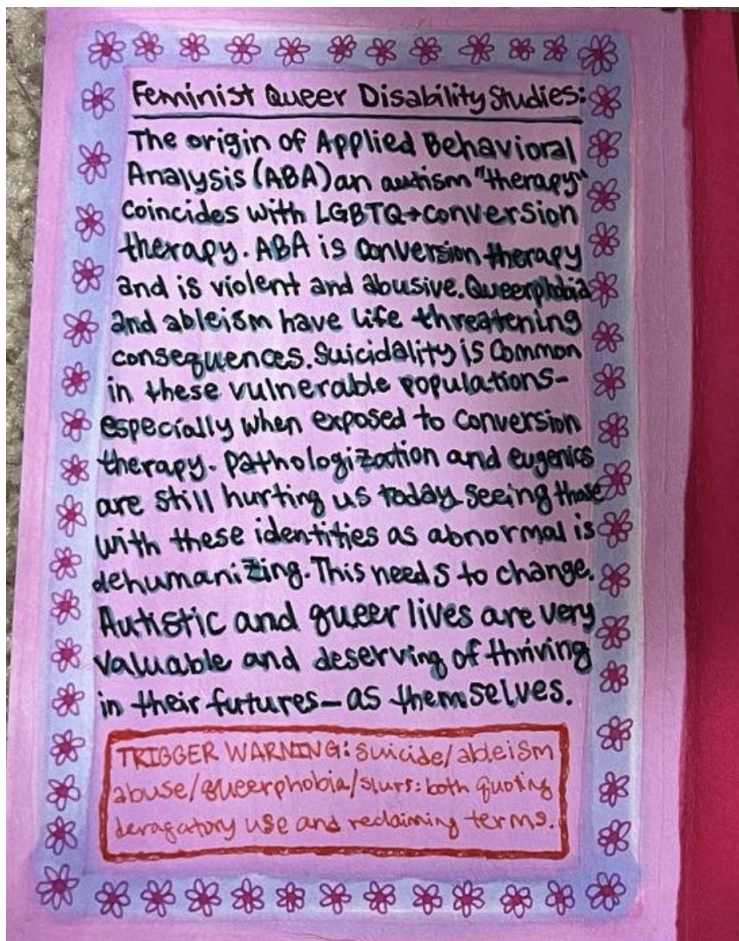 Feminist Queer Disability Studies:
The origin of Applied Behavioral
Analysis (ABA) an autism "therapy"
coincides with LGBTQ+conversion
therapy. ABA is conversion therapy
and is violent and abusive. Queerphobia
and ableism have life threatening
consequences. Suicidality is common
in these vulnerable populations-
especially when exposed to conversion
therapy. Pathologization and eugenics
are still hurting us today. Seeing those
with these identities as abnormal is
dehumanizing. This needs to change.
Autistic and queer lives are very
valuable and deserving of thriving
in their futures-as themselves.
TRIGGER WARNING: suicide/ableism
abuse/queerphobia/slurs: both quoting
deragatory use and reclaiming terms.